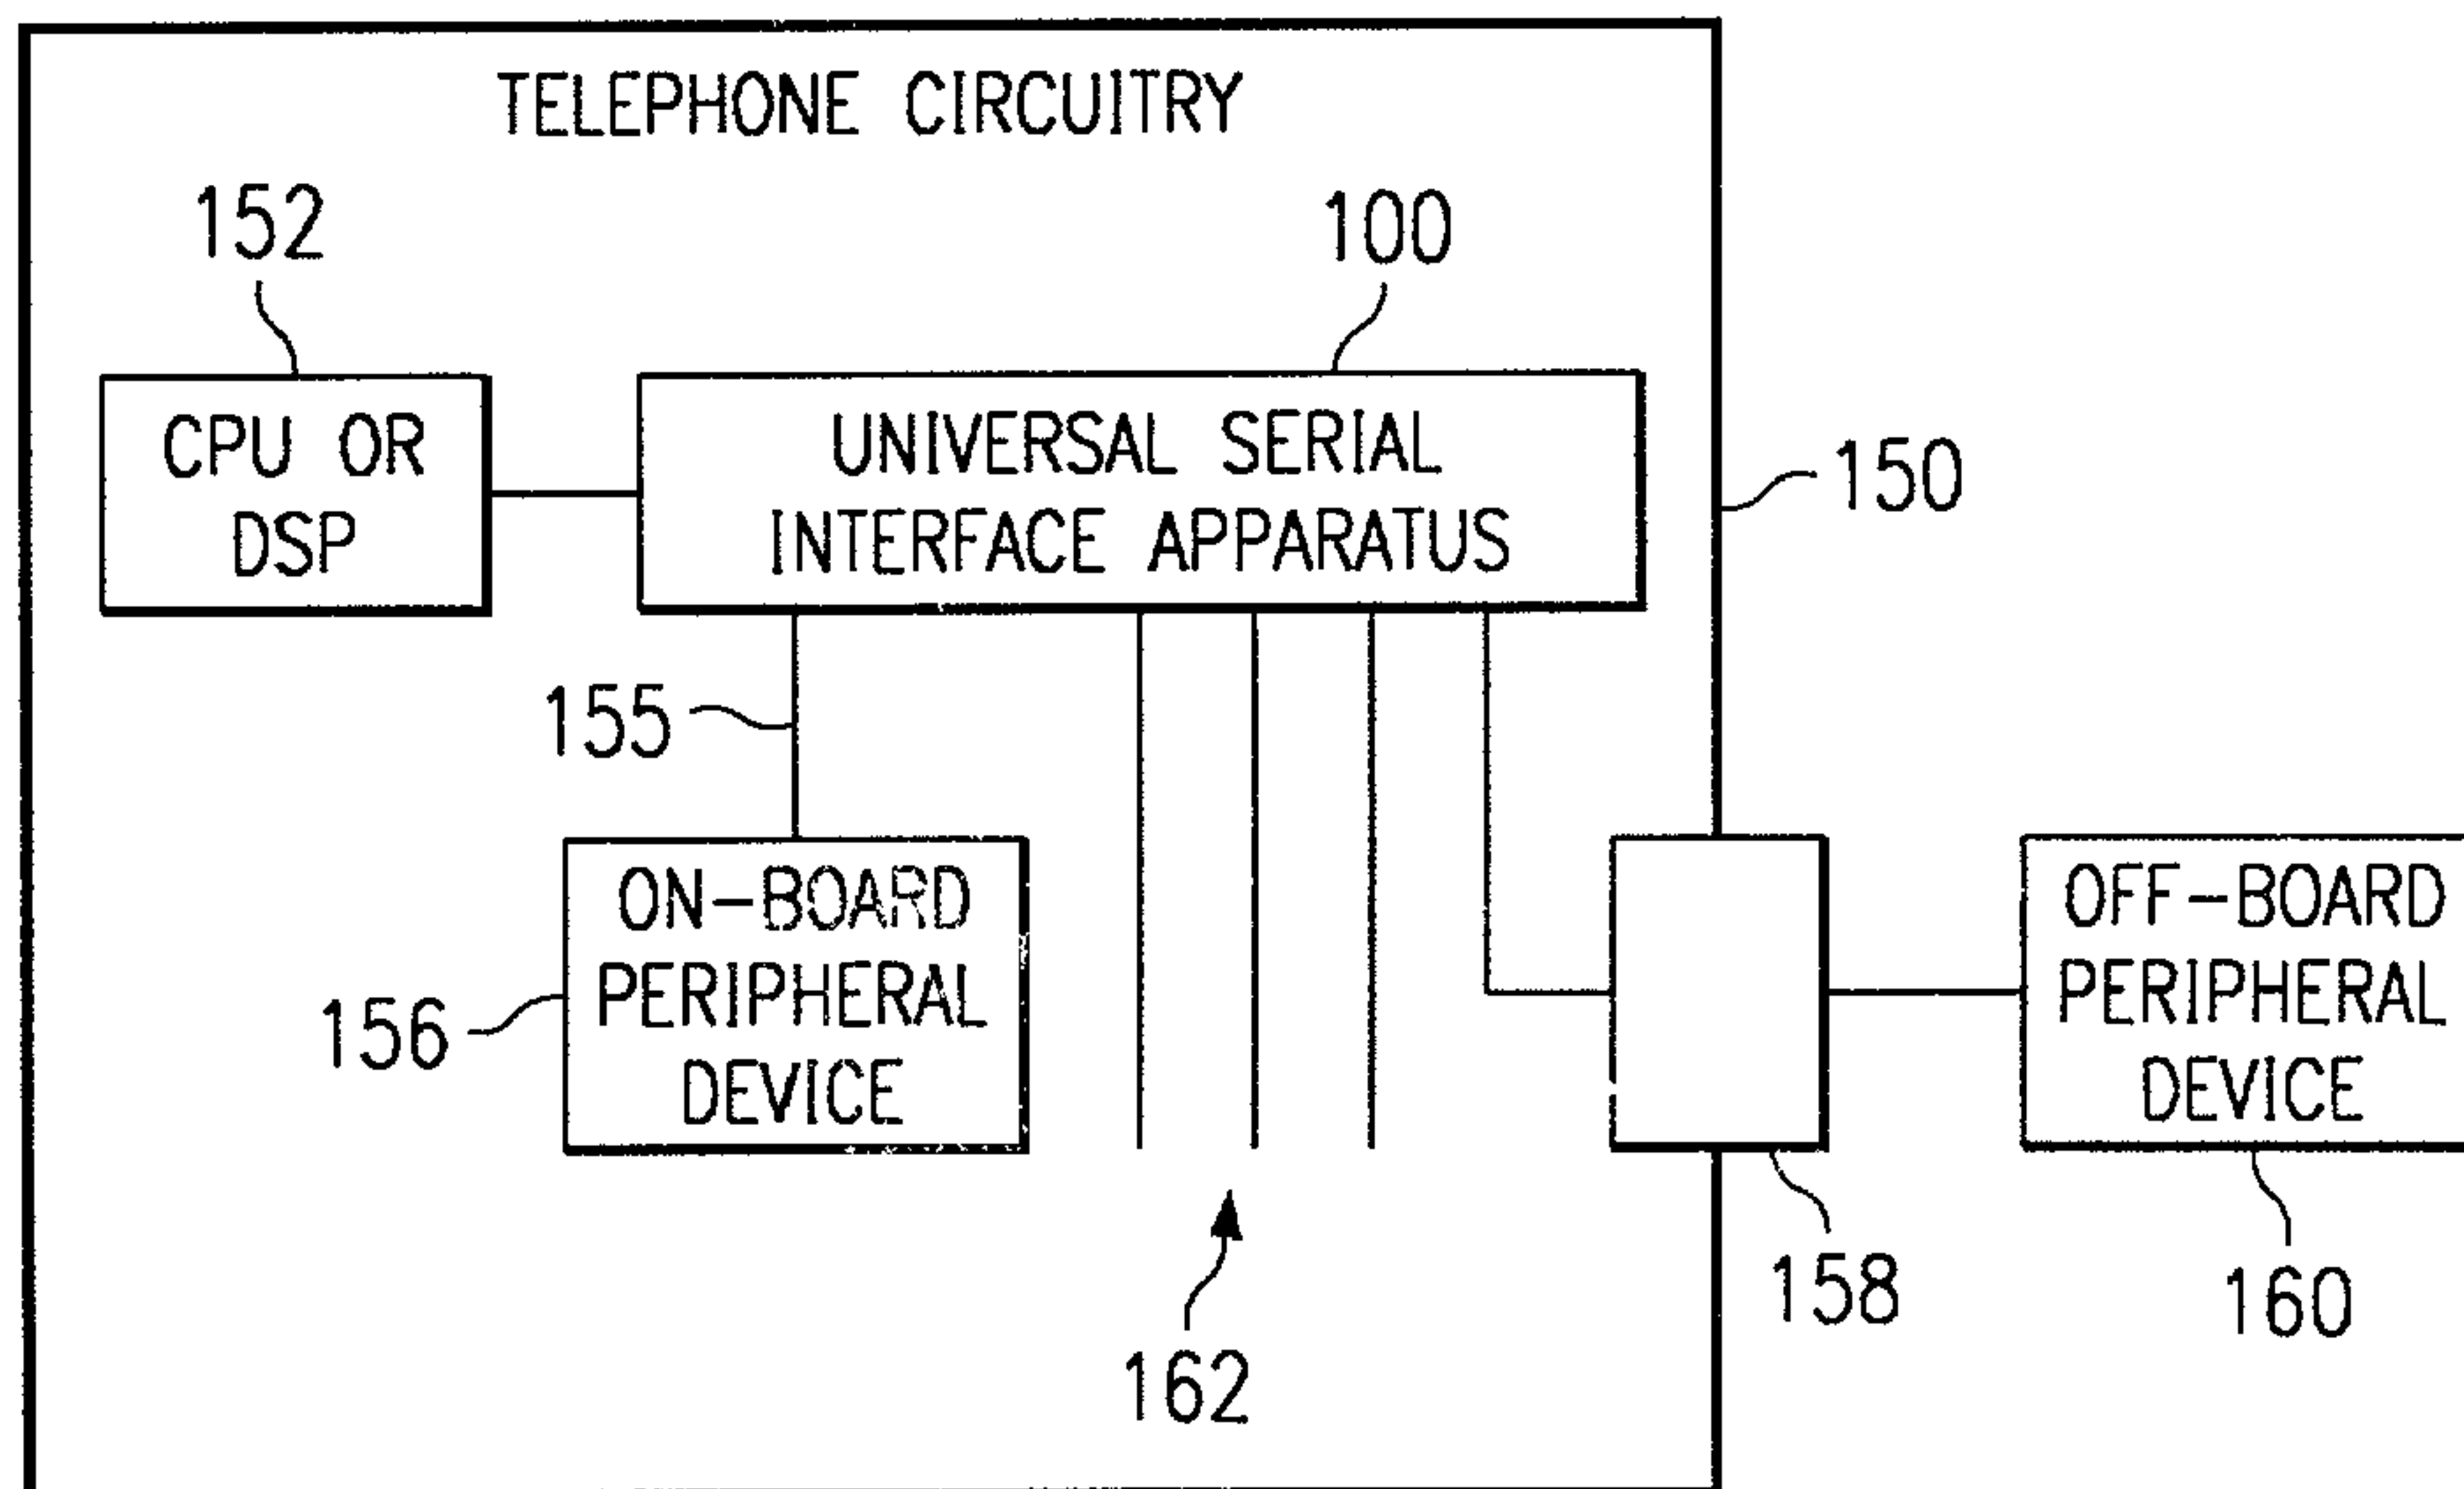 TELEPHONE CIRCUITRY
152
100
CPU OR
DSP
UNIVERSAL SERIAL
INTERFACE APPARATUS
150
155
ON-BOARD
PERIPHERAL
DEVICE
156
OFF-BOARD
PERIPHERAL
DEVICE
158
160
162